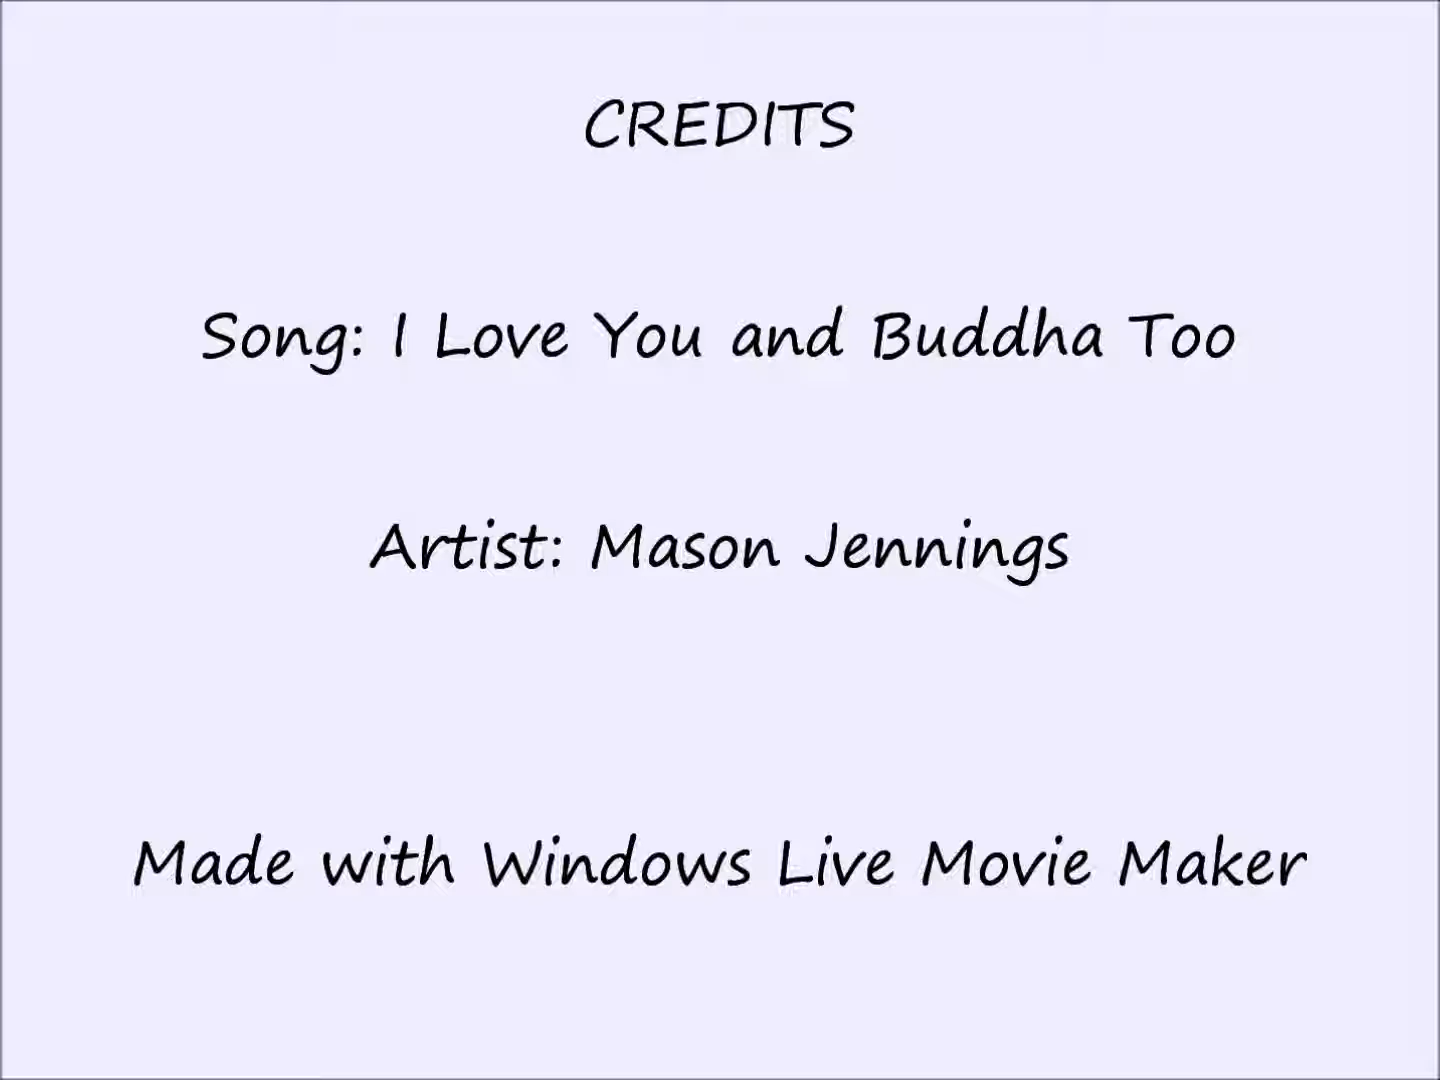 CREDITS
Song: I Love You and Buddha Too
Artist: Mason Jennings
Made with Windows Live Movie Maker